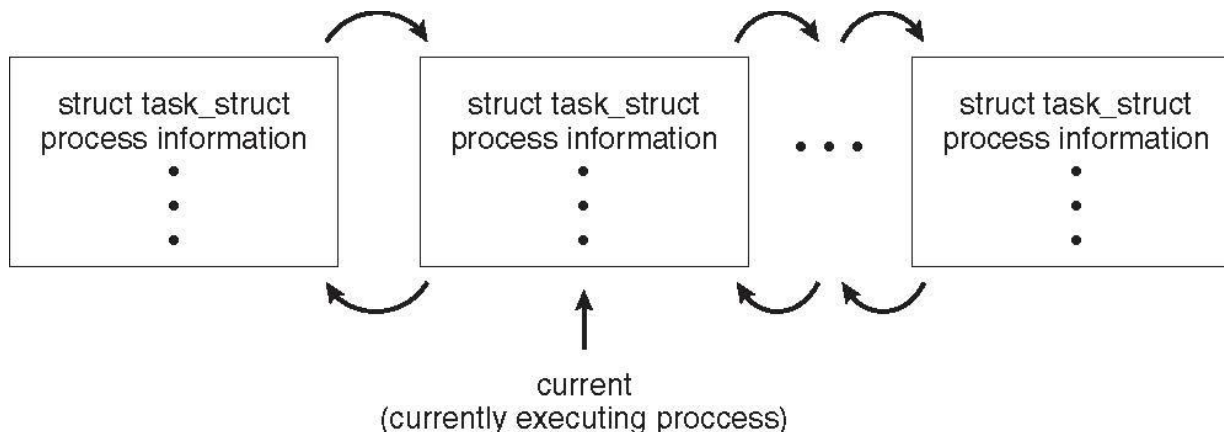 struct task_struct
process information
struct task_struct
process information
struct task_struct
process information
current
(currently executing proccess)